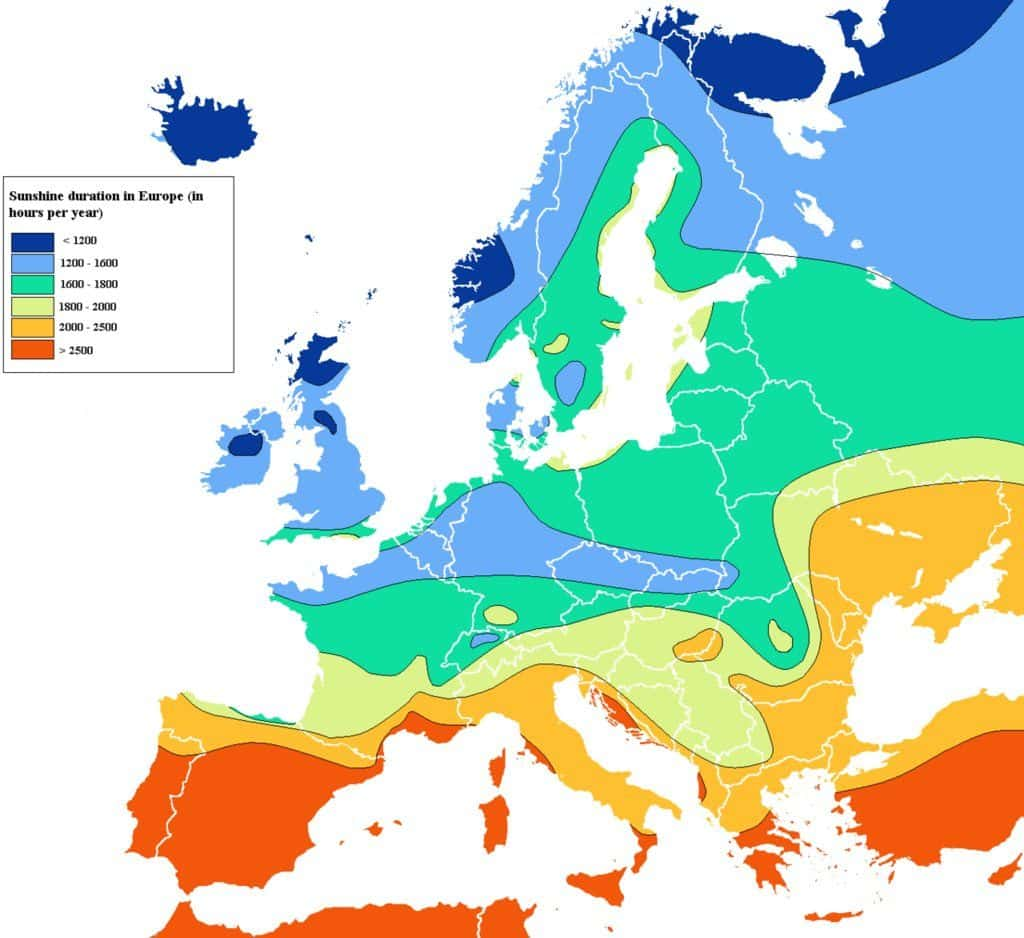 Sunshine duration in Europe (in
hours per year)
< 1200
1200 - 1600
1600 - 1800
1800 - 2000
2000 - 2500
> 2500